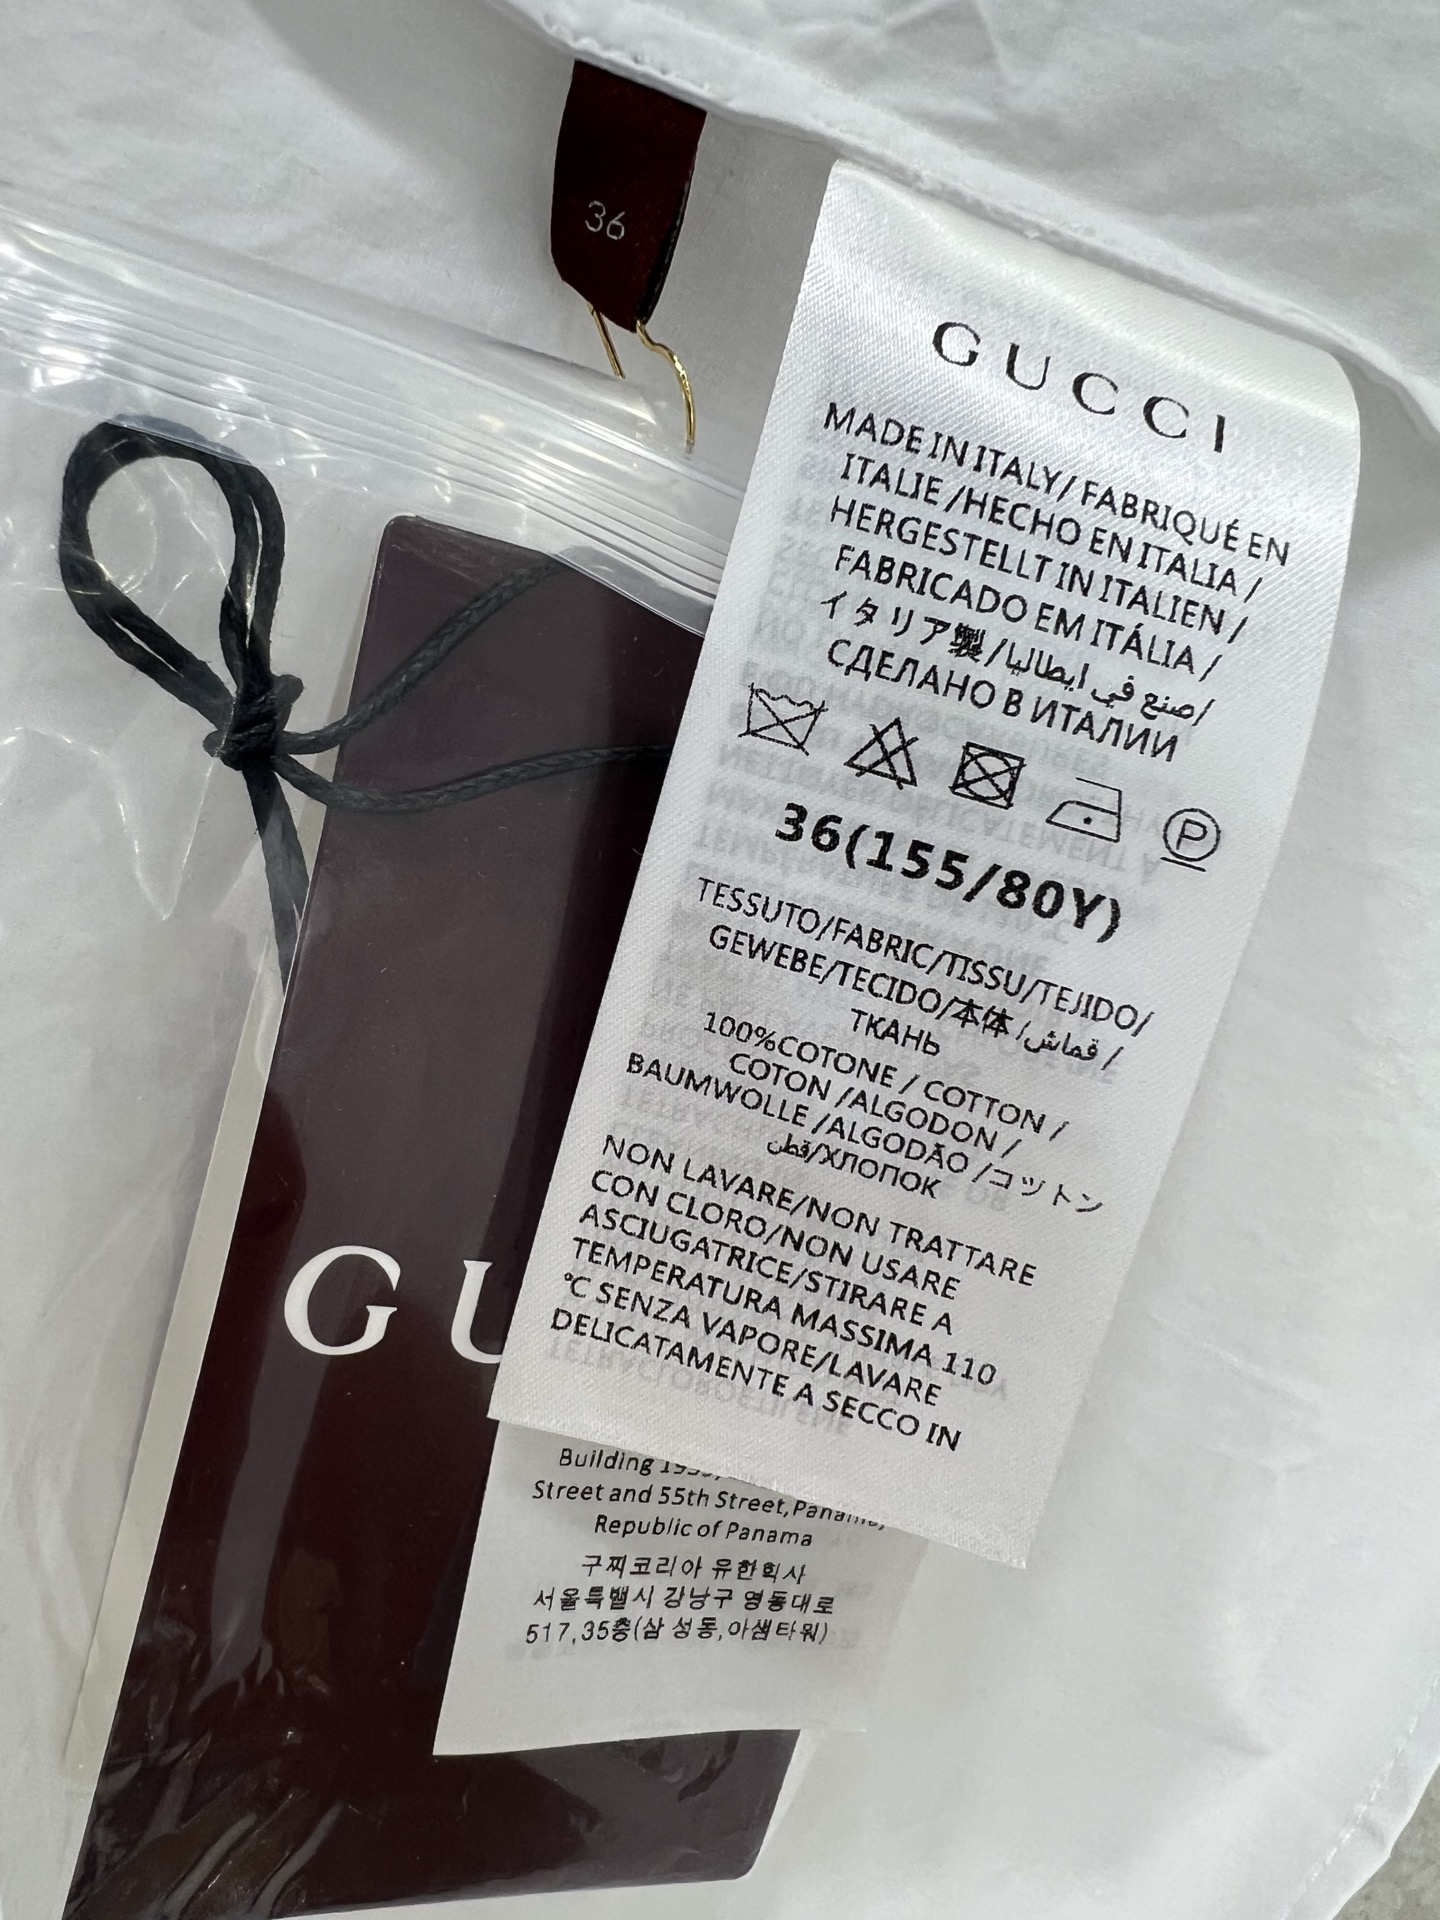 36
GUCCI
MADE IN ITALY/ FABRIQUÉ EN
ITALIE /HECHO EN ITALIA /
HERGESTELLT IN ITALIEN /
FABRICADO EM ITÁLIA /
イタリア製/صنع في ايطاليا/
СДЕЛАНО В ИТАЛИИ
P
36(155/80Y)
TESSUTO/FABRIC/TISSU/TEJIDO/
GEWEBE/TECIDO/本体/قماش/
ТКАНЬ
100%COTONE / COTTON /
COTON /ALGODON /
BAUMWOLLE /ALGODÃO /コットン
قطن/ХЛОПОК
NON LAVARE/NON TRATTARE
CON CLORO/NON USARE
ASCIUGATRICE/STIRARE A
TEMPERATURA MASSIMA 110
°C SENZA VAPORE/LAVARE
DELICATAMENTE A SECCO IN
GU
Building
Street and 55th Street, Panama,
Republic of Panama
구찌코리아 유한회사
서울특별시 강남구 영동대로
517,35층(삼성동,아셈타워)